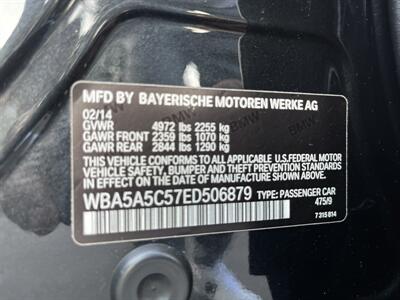 MFD BY BAYERISCHE MOTOREN WERKE AG
02/14
GVWR 4972 lbs 2255 kg
GAWR FRONT 2359 lbs 1070 kg
GAWR REAR 2844 lbs 1290 kg
THIS VEHICLE CONFORMS TO ALL APPLICABLE U.S. FEDERAL MOTOR
VEHICLE SAFETY, BUMPER, AND THEFT PREVENTION STANDARDS
IN EFFECT ON THE DATE OF MANUFACTURE SHOWN ABOVE.
WBA5A5C57ED506879 TYPE: PASSENGER CAR
475/9
7 315 814